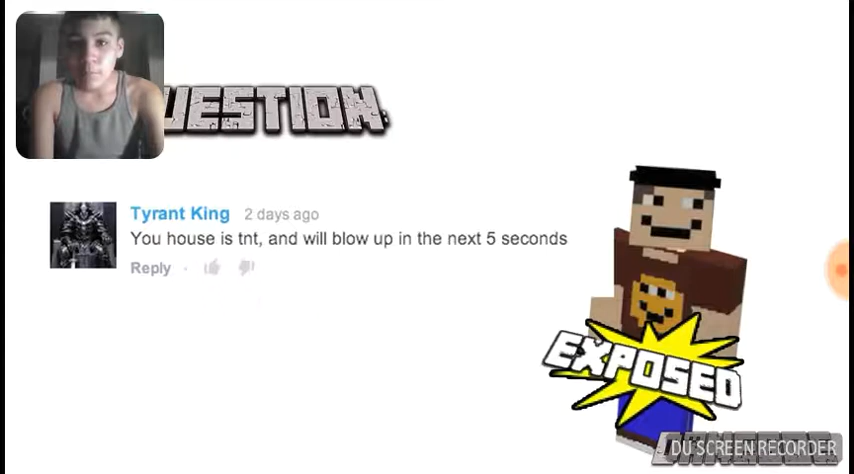 UESTION:
Tyrant King 2 days ago
You house is tnt, and will blow up in the next 5 seconds
Reply
EXPOSED
DU SCREEN RECORDER